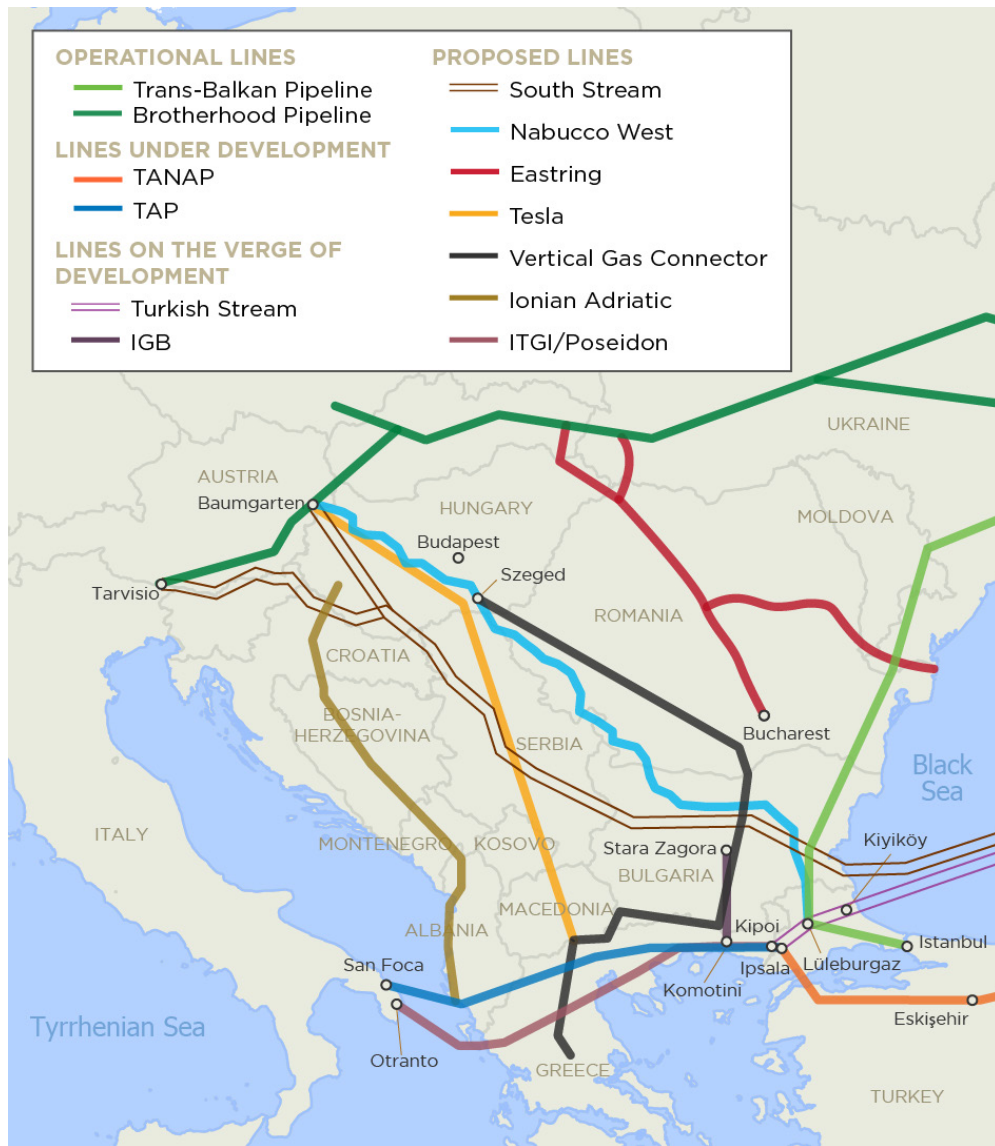 OPERATIONAL LINES
Trans-Balkan Pipeline
Brotherhood Pipeline
LINES UNDER DEVELOPMENT
TANAP
TAP
LINES ON THE VERGE OF
DEVELOPMENT
Turkish Stream
IGB
PROPOSED LINES
South Stream
Nabucco West
Eastring
Tesla
Vertical Gas Connector
Ionian Adriatic
ITGI/Poseidon
UKRAINE
AUSTRIA
Baumgarten
HUNGARY
MOLDOVA
Budapest
Szeged
Tarvisio
ROMANIA
CROATIA
BOSNIA-
HERZEGOVINA
Bucharest
SERBIA
Black
Sea
ITALY
MONTENEGRO
KOSOVO
Kiyiköy
Stara Zagora
BULGARIA
MACEDONIA
ALBANIA
Kipoi
Istanbul
Ipsala
Lüleburgaz
San Foca
Komotini
Eskişehir
Tyrrhenian Sea
Otranto
GREECE
TURKEY